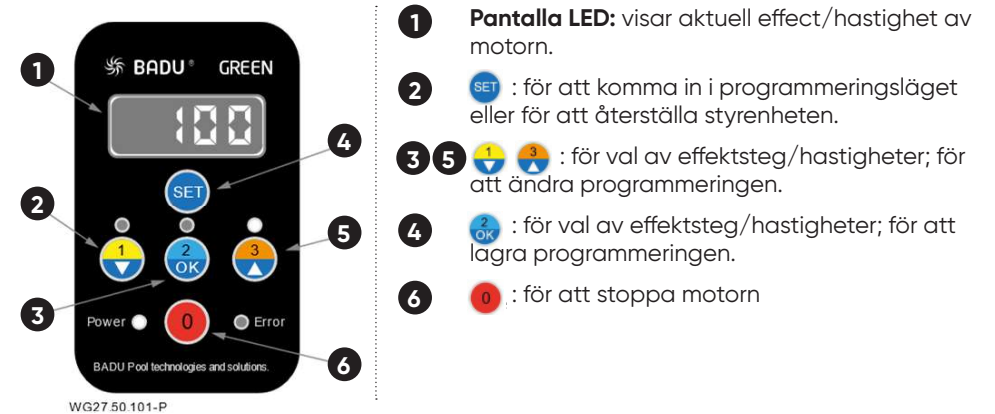 BADU® GREEN
100
SET
1
2
OK
3
Power
0
Error
BADU Pool technologies and solutions.
WG27.50.101-P
1
2
3
4
5
6
1 Pantalla LED: visar aktuell effect/hastighet av
motorn.
2 SET : för att komma in i programmeringsläget
eller för att återställa styrenheten.
3 5 1 3 : för val av effektsteg/hastigheter; för
att ändra programmeringen.
4 2 OK : för val av effektsteg/hastigheter; för att
lagra programmeringen.
6 0 : för att stoppa motorn